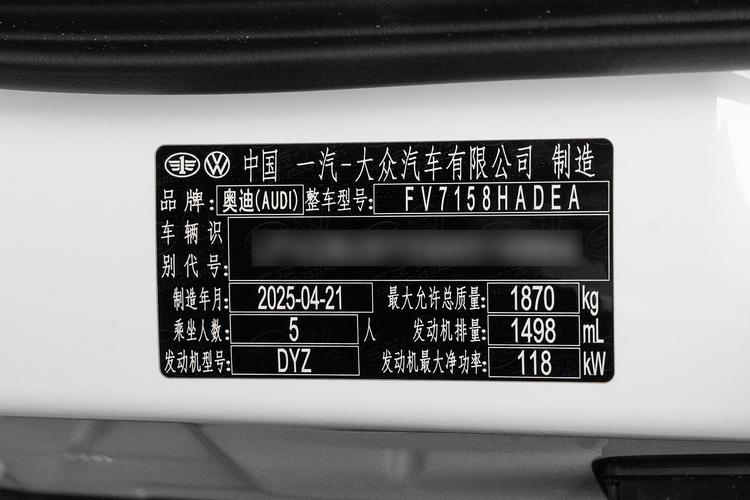 中国 一汽-大众汽车有限公司 制造
品牌: 奥迪(AUDI) 整车型号: FV7158HADEA
车辆识
别代号:
制造年月: 2025-04-21 最大允许总质量: 1870 kg
乘坐人数: 5 人 发动机排量: 1498 mL
发动机型号: DYZ 发动机最大净功率: 118 kW